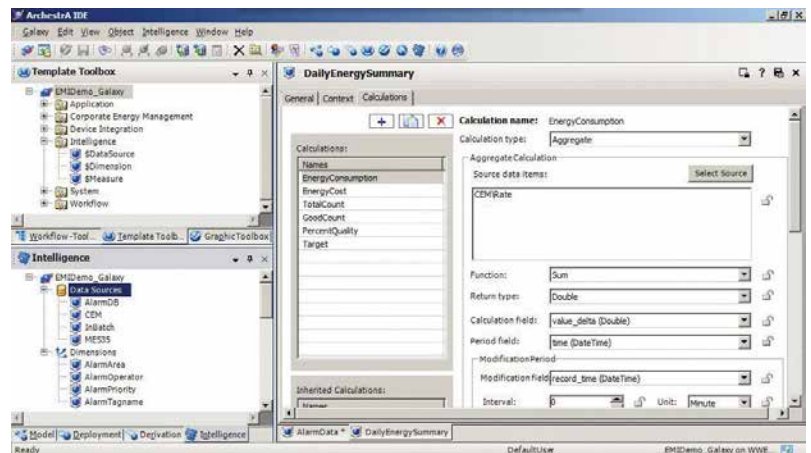 ArchestrA IDE
Galaxy Edit View Object Intelligence Window Help
Template Toolbox
EMIDemo_Galaxy
Application
Corporate Energy Management
Device Integration
Intelligence
$DataSource
$Dimension
$Measure
System
Workflow
Workflow-Tool... Template Toolb... GraphicToolbox
Intelligence
EMIDemo_Galaxy
Data Sources
AlarmDB
CEM
InBatch
MES35
Dimensions
AlarmArea
AlarmOperator
AlarmPriority
AlarmTagname
Model Deployment Derivation Intelligence
DailyEnergySummary
General Context Calculations
Calculations:
Names
EnergyConsumption
EnergyCost
TotalCount
GoodCount
PercentQuality
Target
Inherited Calculations:
Names
Calculation name: EnergyConsumption
Calculation type: Aggregate
Aggregate Calculation
Source data items: Select Source
CEM\Rate
Function: Sum
Return type: Double
Calculation field: value_delta (Double)
Period field: time (DateTime)
ModificationPeriod
Modification field record_time (DateTime)
Interval: 0 Unit: Minute
AlarmData * DailyEnergySummary
Ready DefaultUser EMIDemo_Galaxy on WWE...